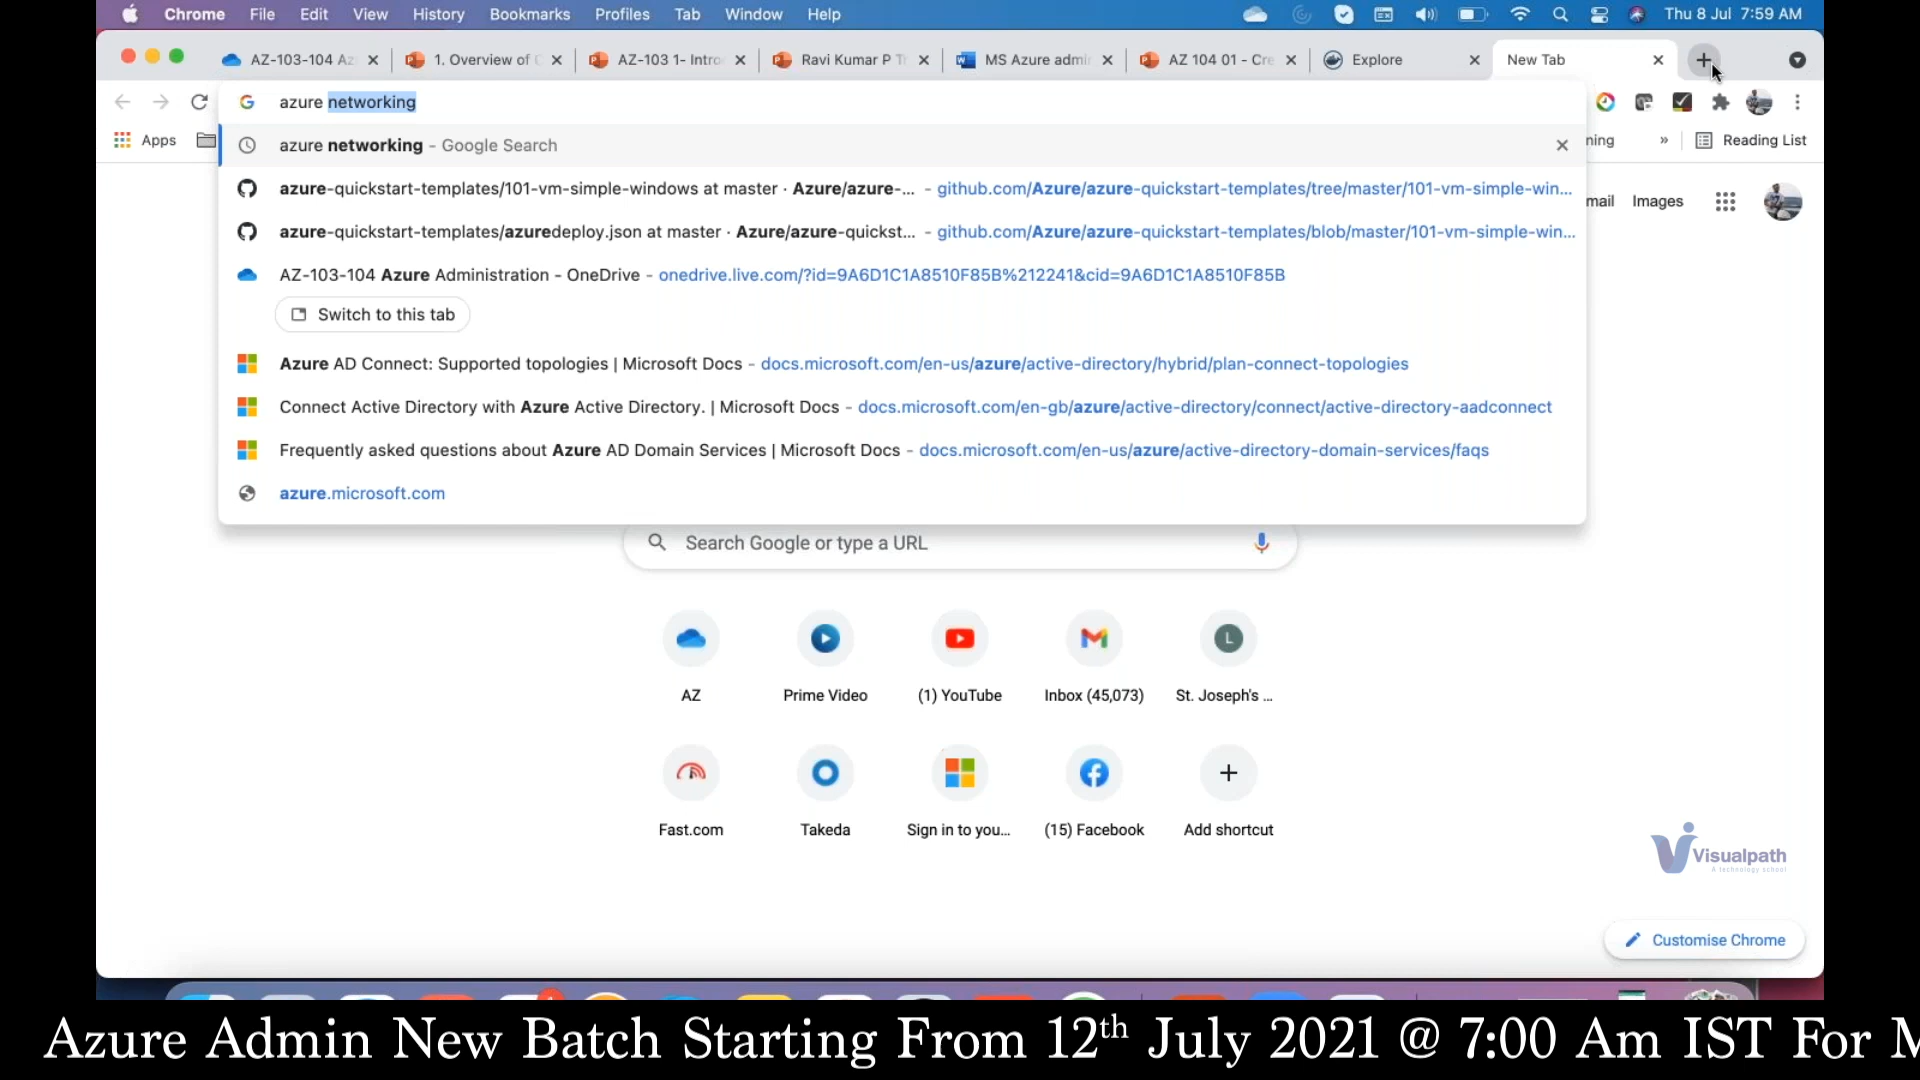 Chrome File Edit View History Bookmarks Profiles Tab Window Help Thu 8 Jul 7:59 AM
AZ-103-104 Az 1. Overview of AZ-103 1- Intro Ravi Kumar P AZ MS Azure admin AZ 104 01 - Cre Explore New Tab
azure networking
Apps ning » Reading List
azure networking - Google Search
azure-quickstart-templates/101-vm-simple-windows at master · Azure/azure-... - github.com/Azure/azure-quickstart-templates/tree/master/101-vm-simple-win...
mail Images
azure-quickstart-templates/azuredeploy.json at master · Azure/azure-quickst... - github.com/Azure/azure-quickstart-templates/blob/master/101-vm-simple-win...
AZ-103-104 Azure Administration - OneDrive - onedrive.live.com/?id=9A6D1C1A8510F85B%212241&cid=9A6D1C1A8510F85B
Switch to this tab
Azure AD Connect: Supported topologies | Microsoft Docs - docs.microsoft.com/en-us/azure/active-directory/hybrid/plan-connect-topologies
Connect Active Directory with Azure Active Directory. | Microsoft Docs - docs.microsoft.com/en-gb/azure/active-directory/connect/active-directory-aadconnect
Frequently asked questions about Azure AD Domain Services | Microsoft Docs - docs.microsoft.com/en-us/azure/active-directory-domain-services/faqs
azure.microsoft.com
Search Google or type a URL
L
AZ Prime Video (1) YouTube Inbox (45,073) St. Joseph's ...
Fast.com Takeda Sign in to you... (15) Facebook Add shortcut
Visualpath
A technology school
Customise Chrome
Azure Admin New Batch Starting From 12th July 2021 @ 7:00 Am IST For M